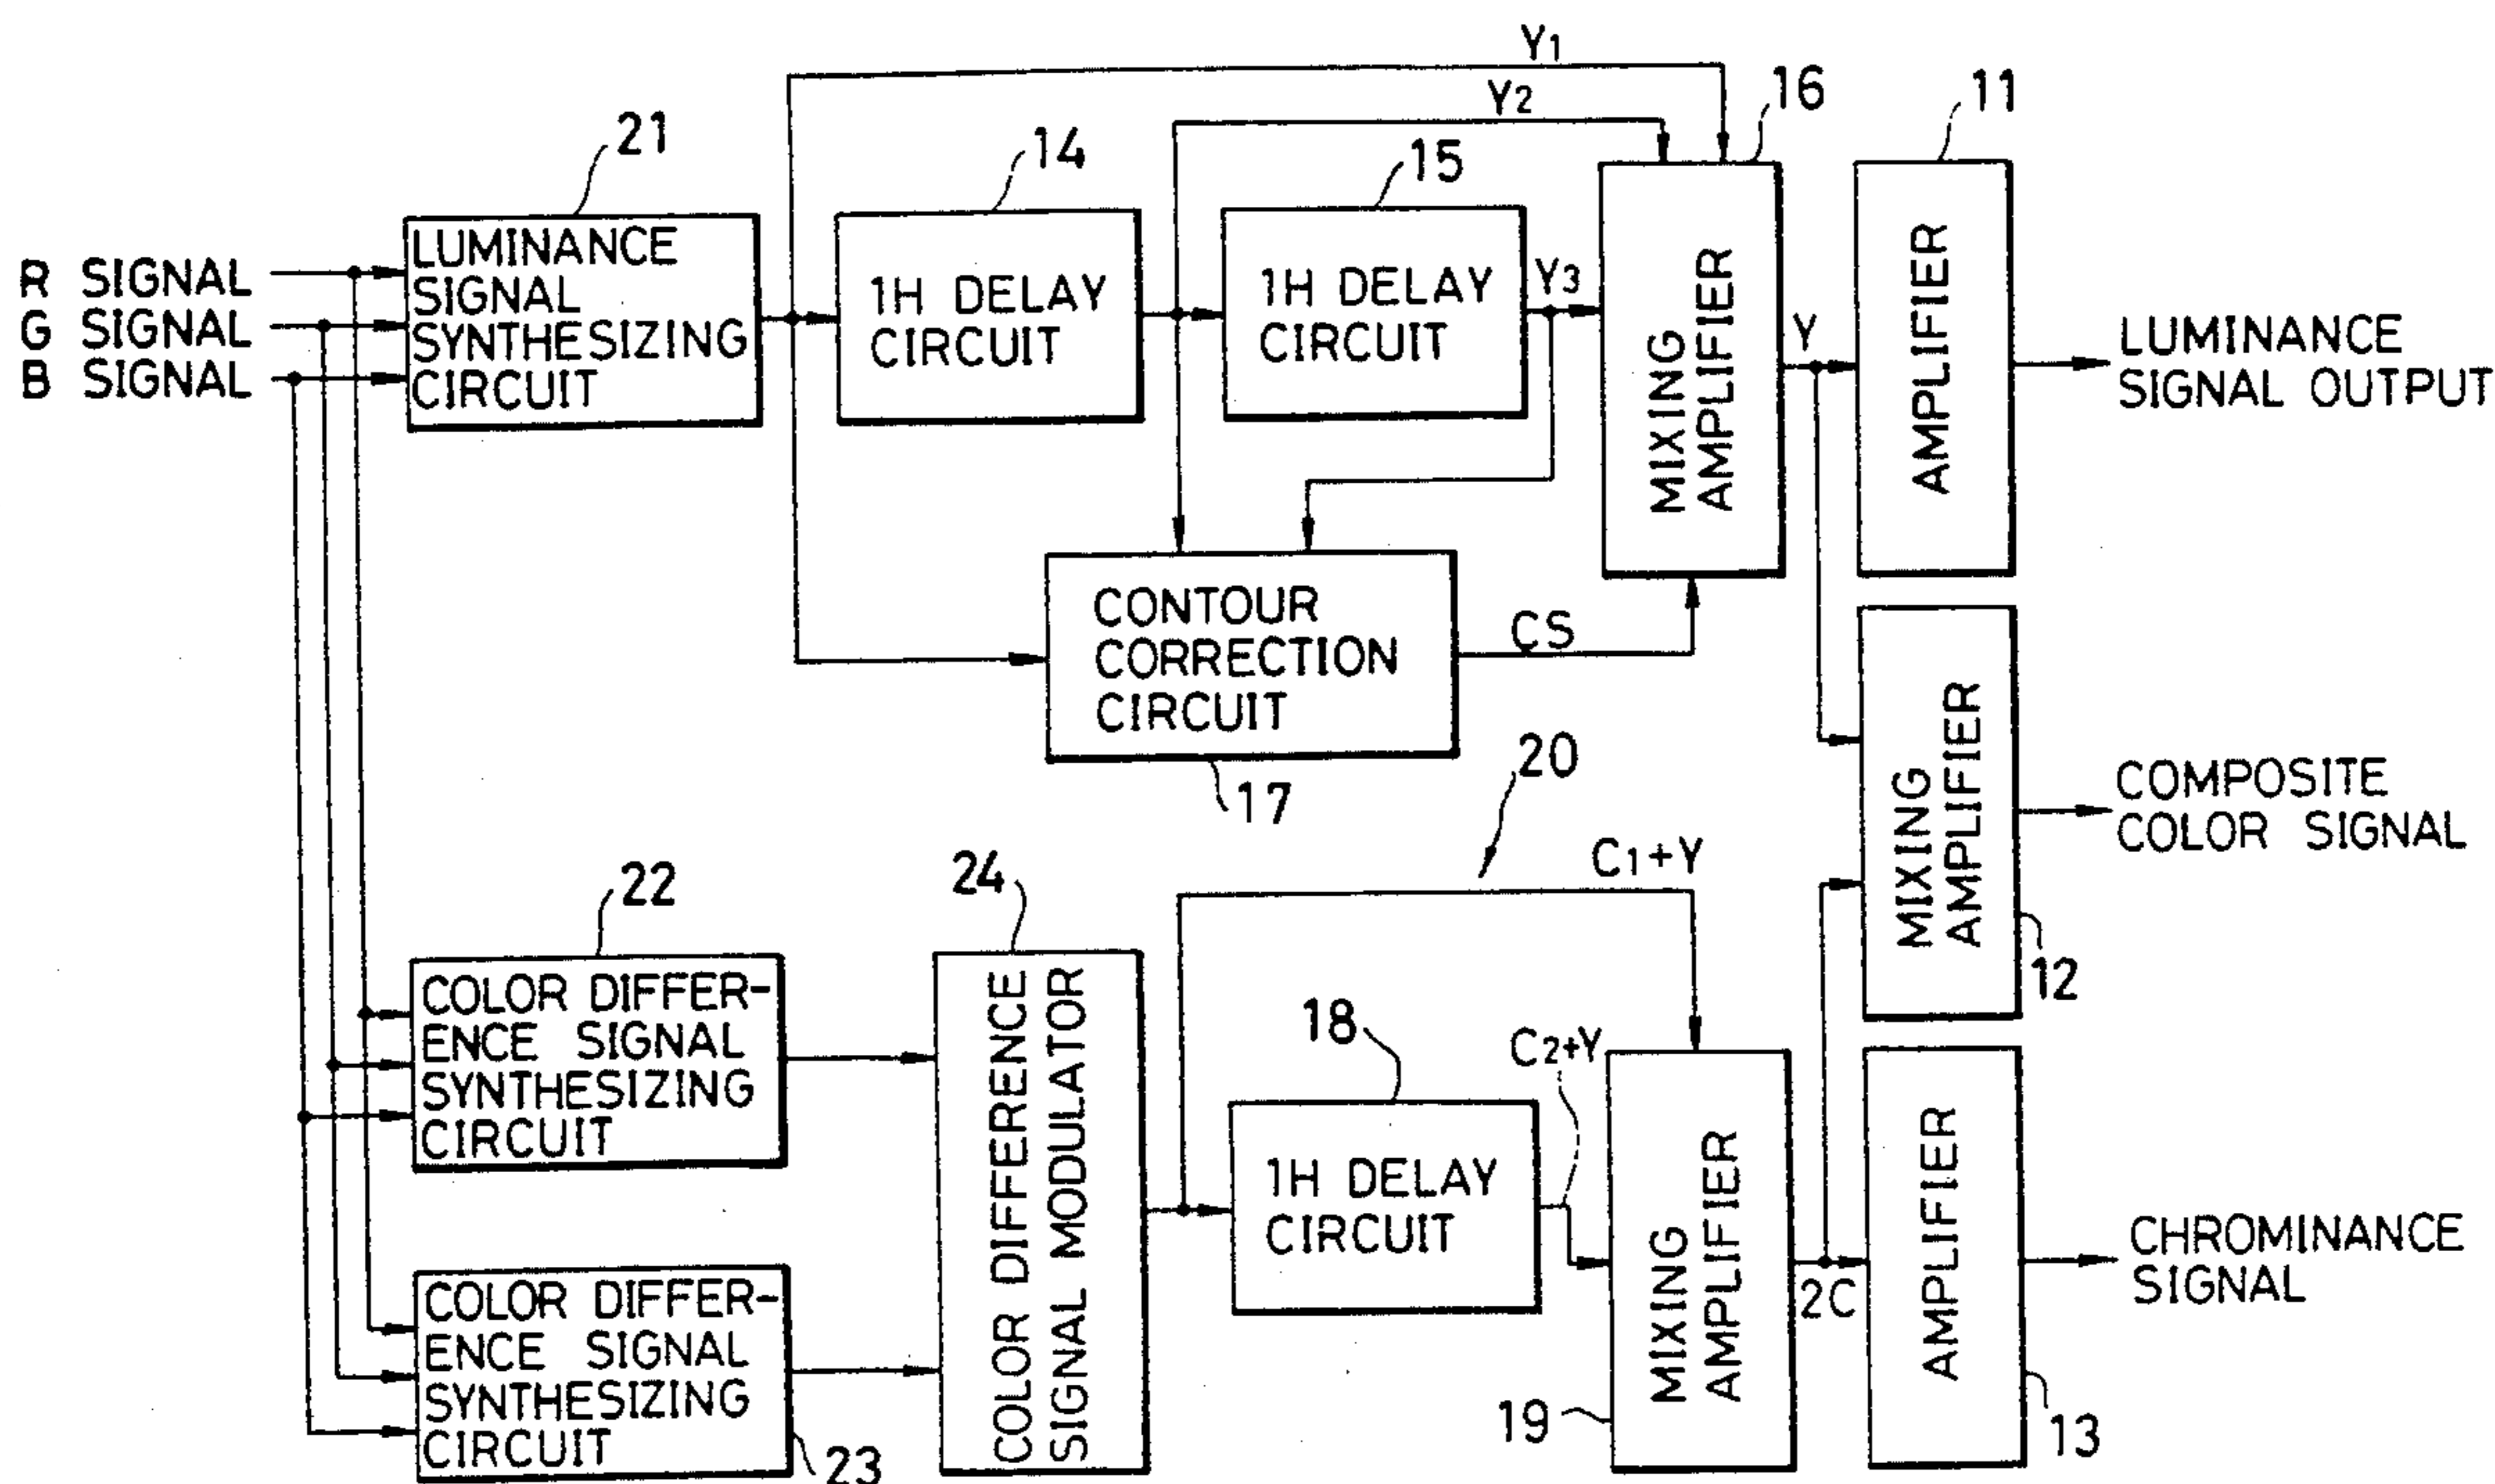 Y1
Y2
16
11
21
14
15
R SIGNAL
G SIGNAL
B SIGNAL
LUMINANCE
SIGNAL
SYNTHESIZING
CIRCUIT
1H DELAY
CIRCUIT
1H DELAY
CIRCUIT
Y3
MIXING
AMPLIFIER
Y
AMPLIFIER
LUMINANCE
SIGNAL OUTPUT
CONTOUR
CORRECTION
CIRCUIT
CS
17
20
MIXING
AMPLIFIER
12
COMPOSITE
COLOR SIGNAL
22
24
C1+Y
COLOR DIFFER-
ENCE SIGNAL
SYNTHESIZING
CIRCUIT
COLOR DIFFERENCE
SIGNAL MODULATOR
18
C2+Y
1H DELAY
CIRCUIT
MIXING
AMPLIFIER
19
2C
AMPLIFIER
13
CHROMINANCE
SIGNAL
COLOR DIFFER-
ENCE SIGNAL
SYNTHESIZING
CIRCUIT
23